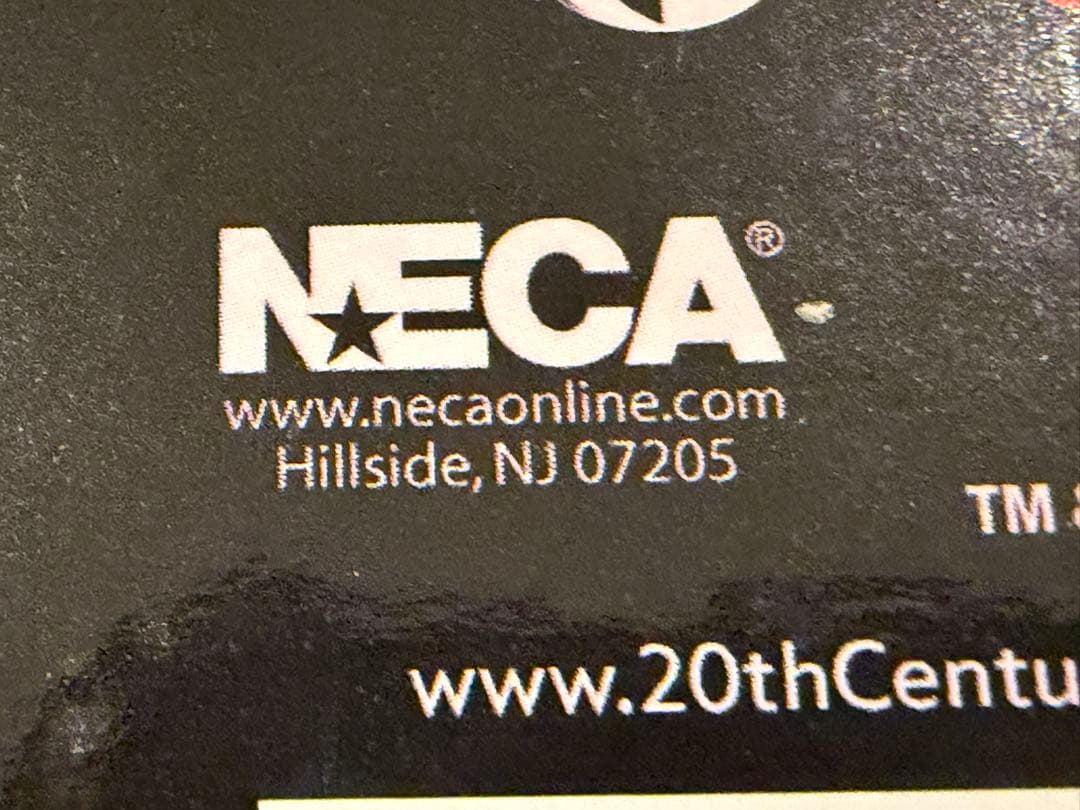 NECA®
www.necaonline.com
Hillside, NJ 07205
TM
www.20thCentu